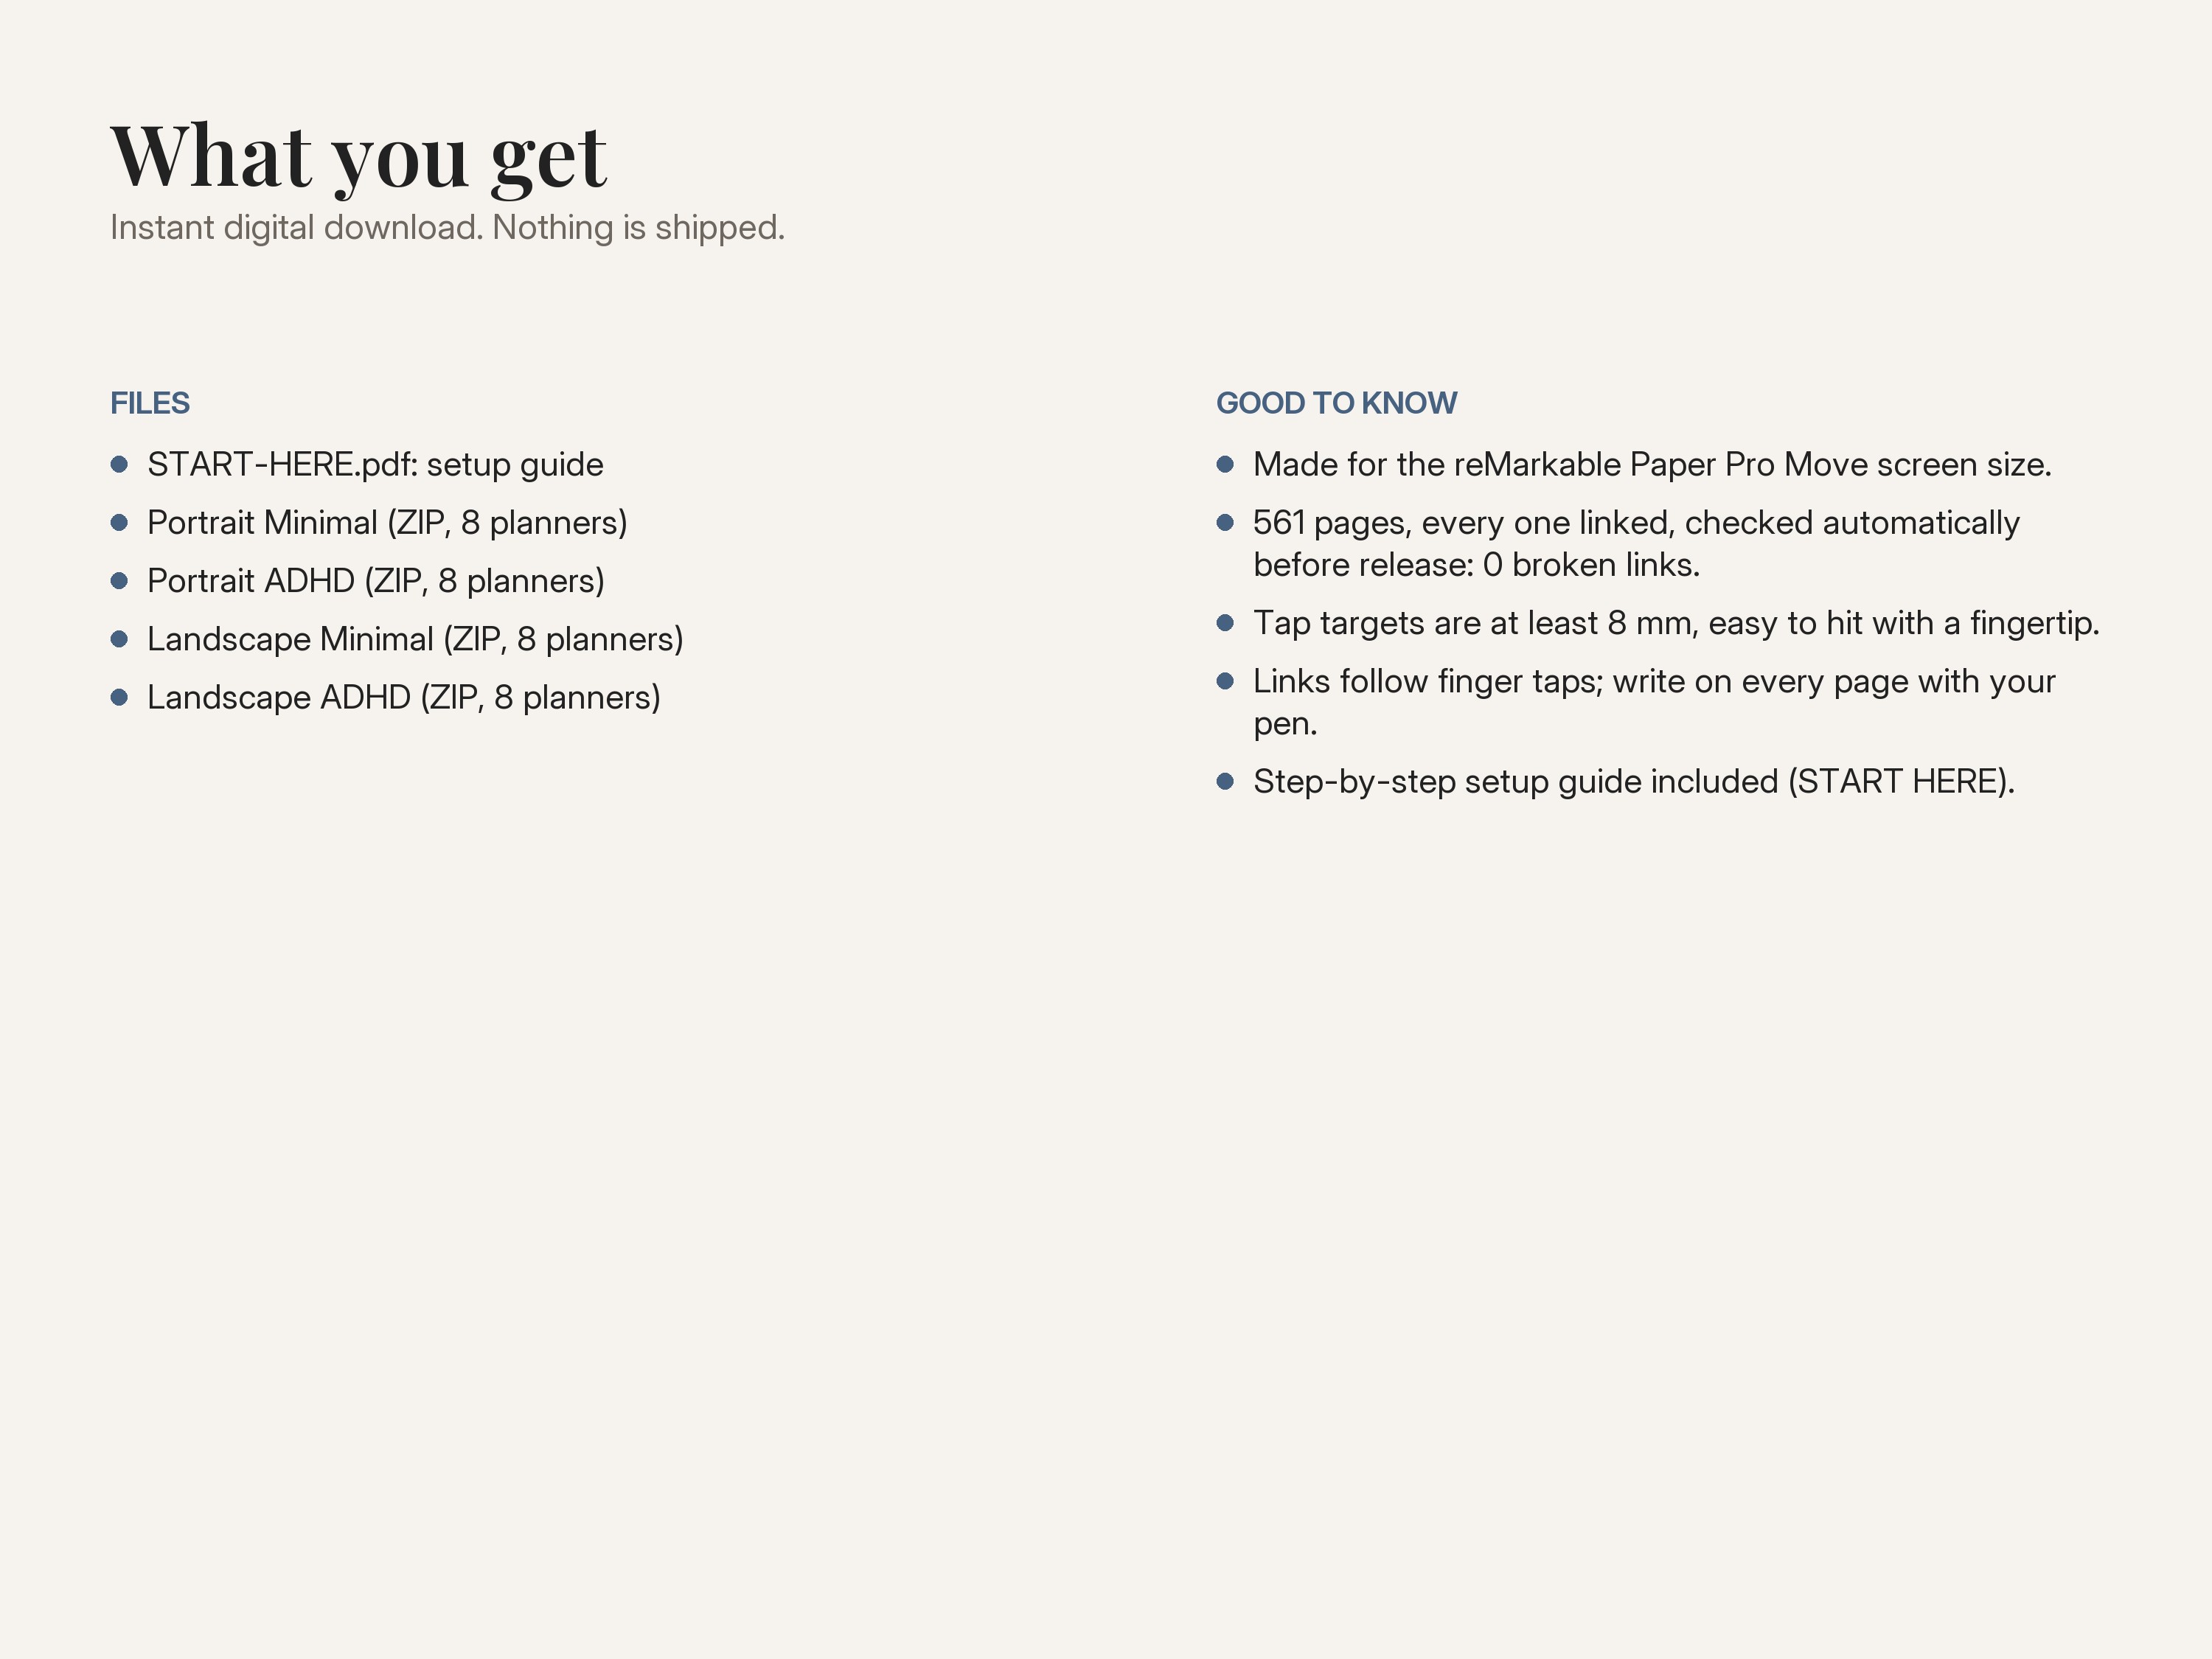 What you get
Instant digital download. Nothing is shipped.
FILES
START-HERE.pdf: setup guide
Portrait Minimal (ZIP, 8 planners)
Portrait ADHD (ZIP, 8 planners)
Landscape Minimal (ZIP, 8 planners)
Landscape ADHD (ZIP, 8 planners)
GOOD TO KNOW
Made for the reMarkable Paper Pro Move screen size.
561 pages, every one linked, checked automatically
before release: 0 broken links.
Tap targets are at least 8 mm, easy to hit with a fingertip.
Links follow finger taps; write on every page with your
pen.
Step-by-step setup guide included (START HERE).